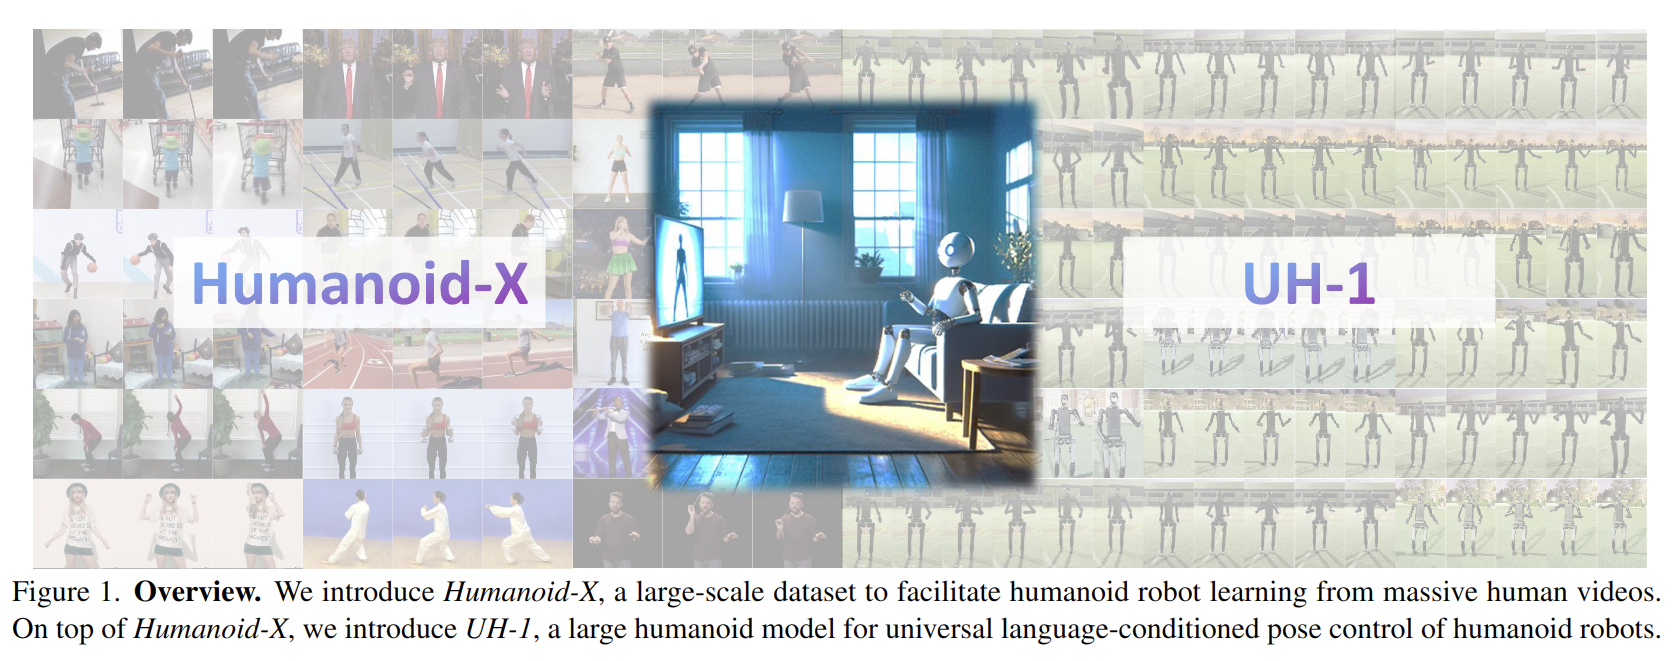 Humanoid-X
UH-1
Figure 1. Overview. We introduce Humanoid-X, a large-scale dataset to facilitate humanoid robot learning from massive human videos.
On top of Humanoid-X, we introduce UH-1, a large humanoid model for universal language-conditioned pose control of humanoid robots.